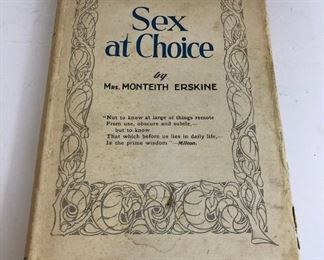 Sex
at Choice
by
MRS. MONTEITH ERSKINE
"Not to know at large of things remote
From use, obscure and subtle,—
but to know
That which before us lies in daily life,—
Is the prime wisdom"—Milton.